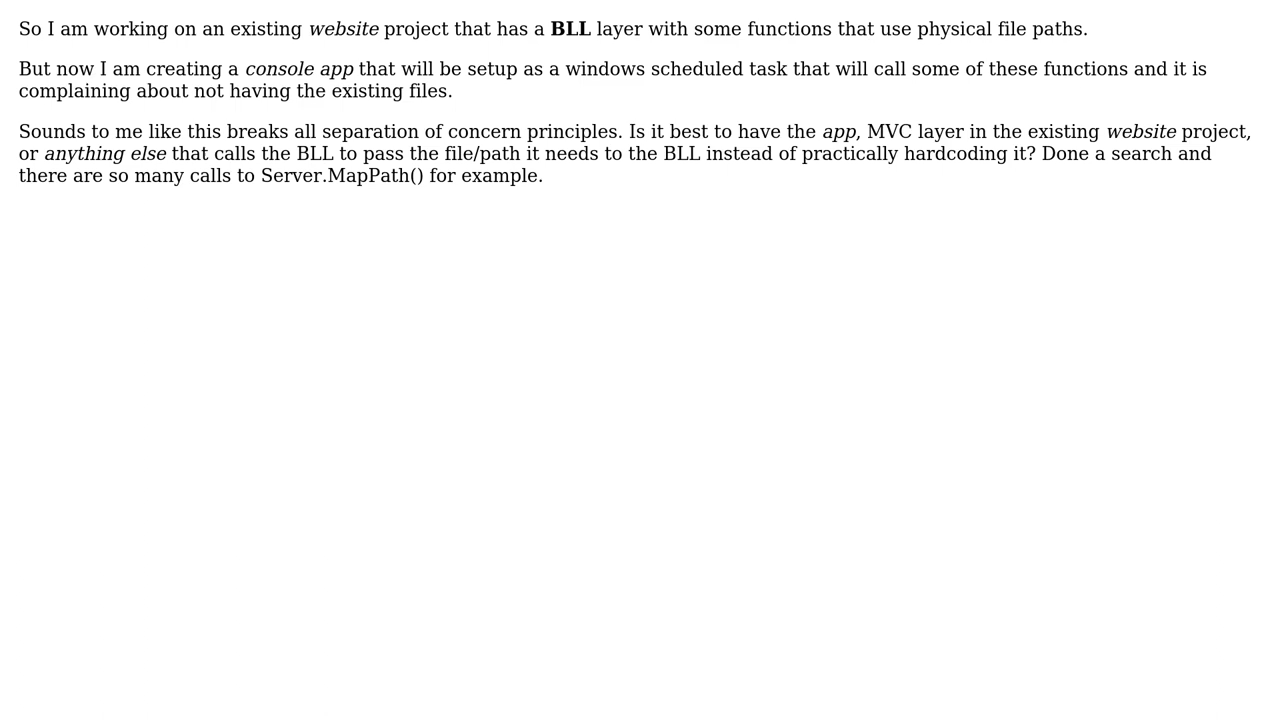 So I am working on an existing website project that has a BLL layer with some functions that use physical file paths.
But now I am creating a console app that will be setup as a windows scheduled task that will call some of these functions and it is
complaining about not having the existing files.
Sounds to me like this breaks all separation of concern principles. Is it best to have the app, MVC layer in the existing website project,
or anything else that calls the BLL to pass the file/path it needs to the BLL instead of practically hardcoding it? Done a search and
there are so many calls to Server.MapPath() for example.